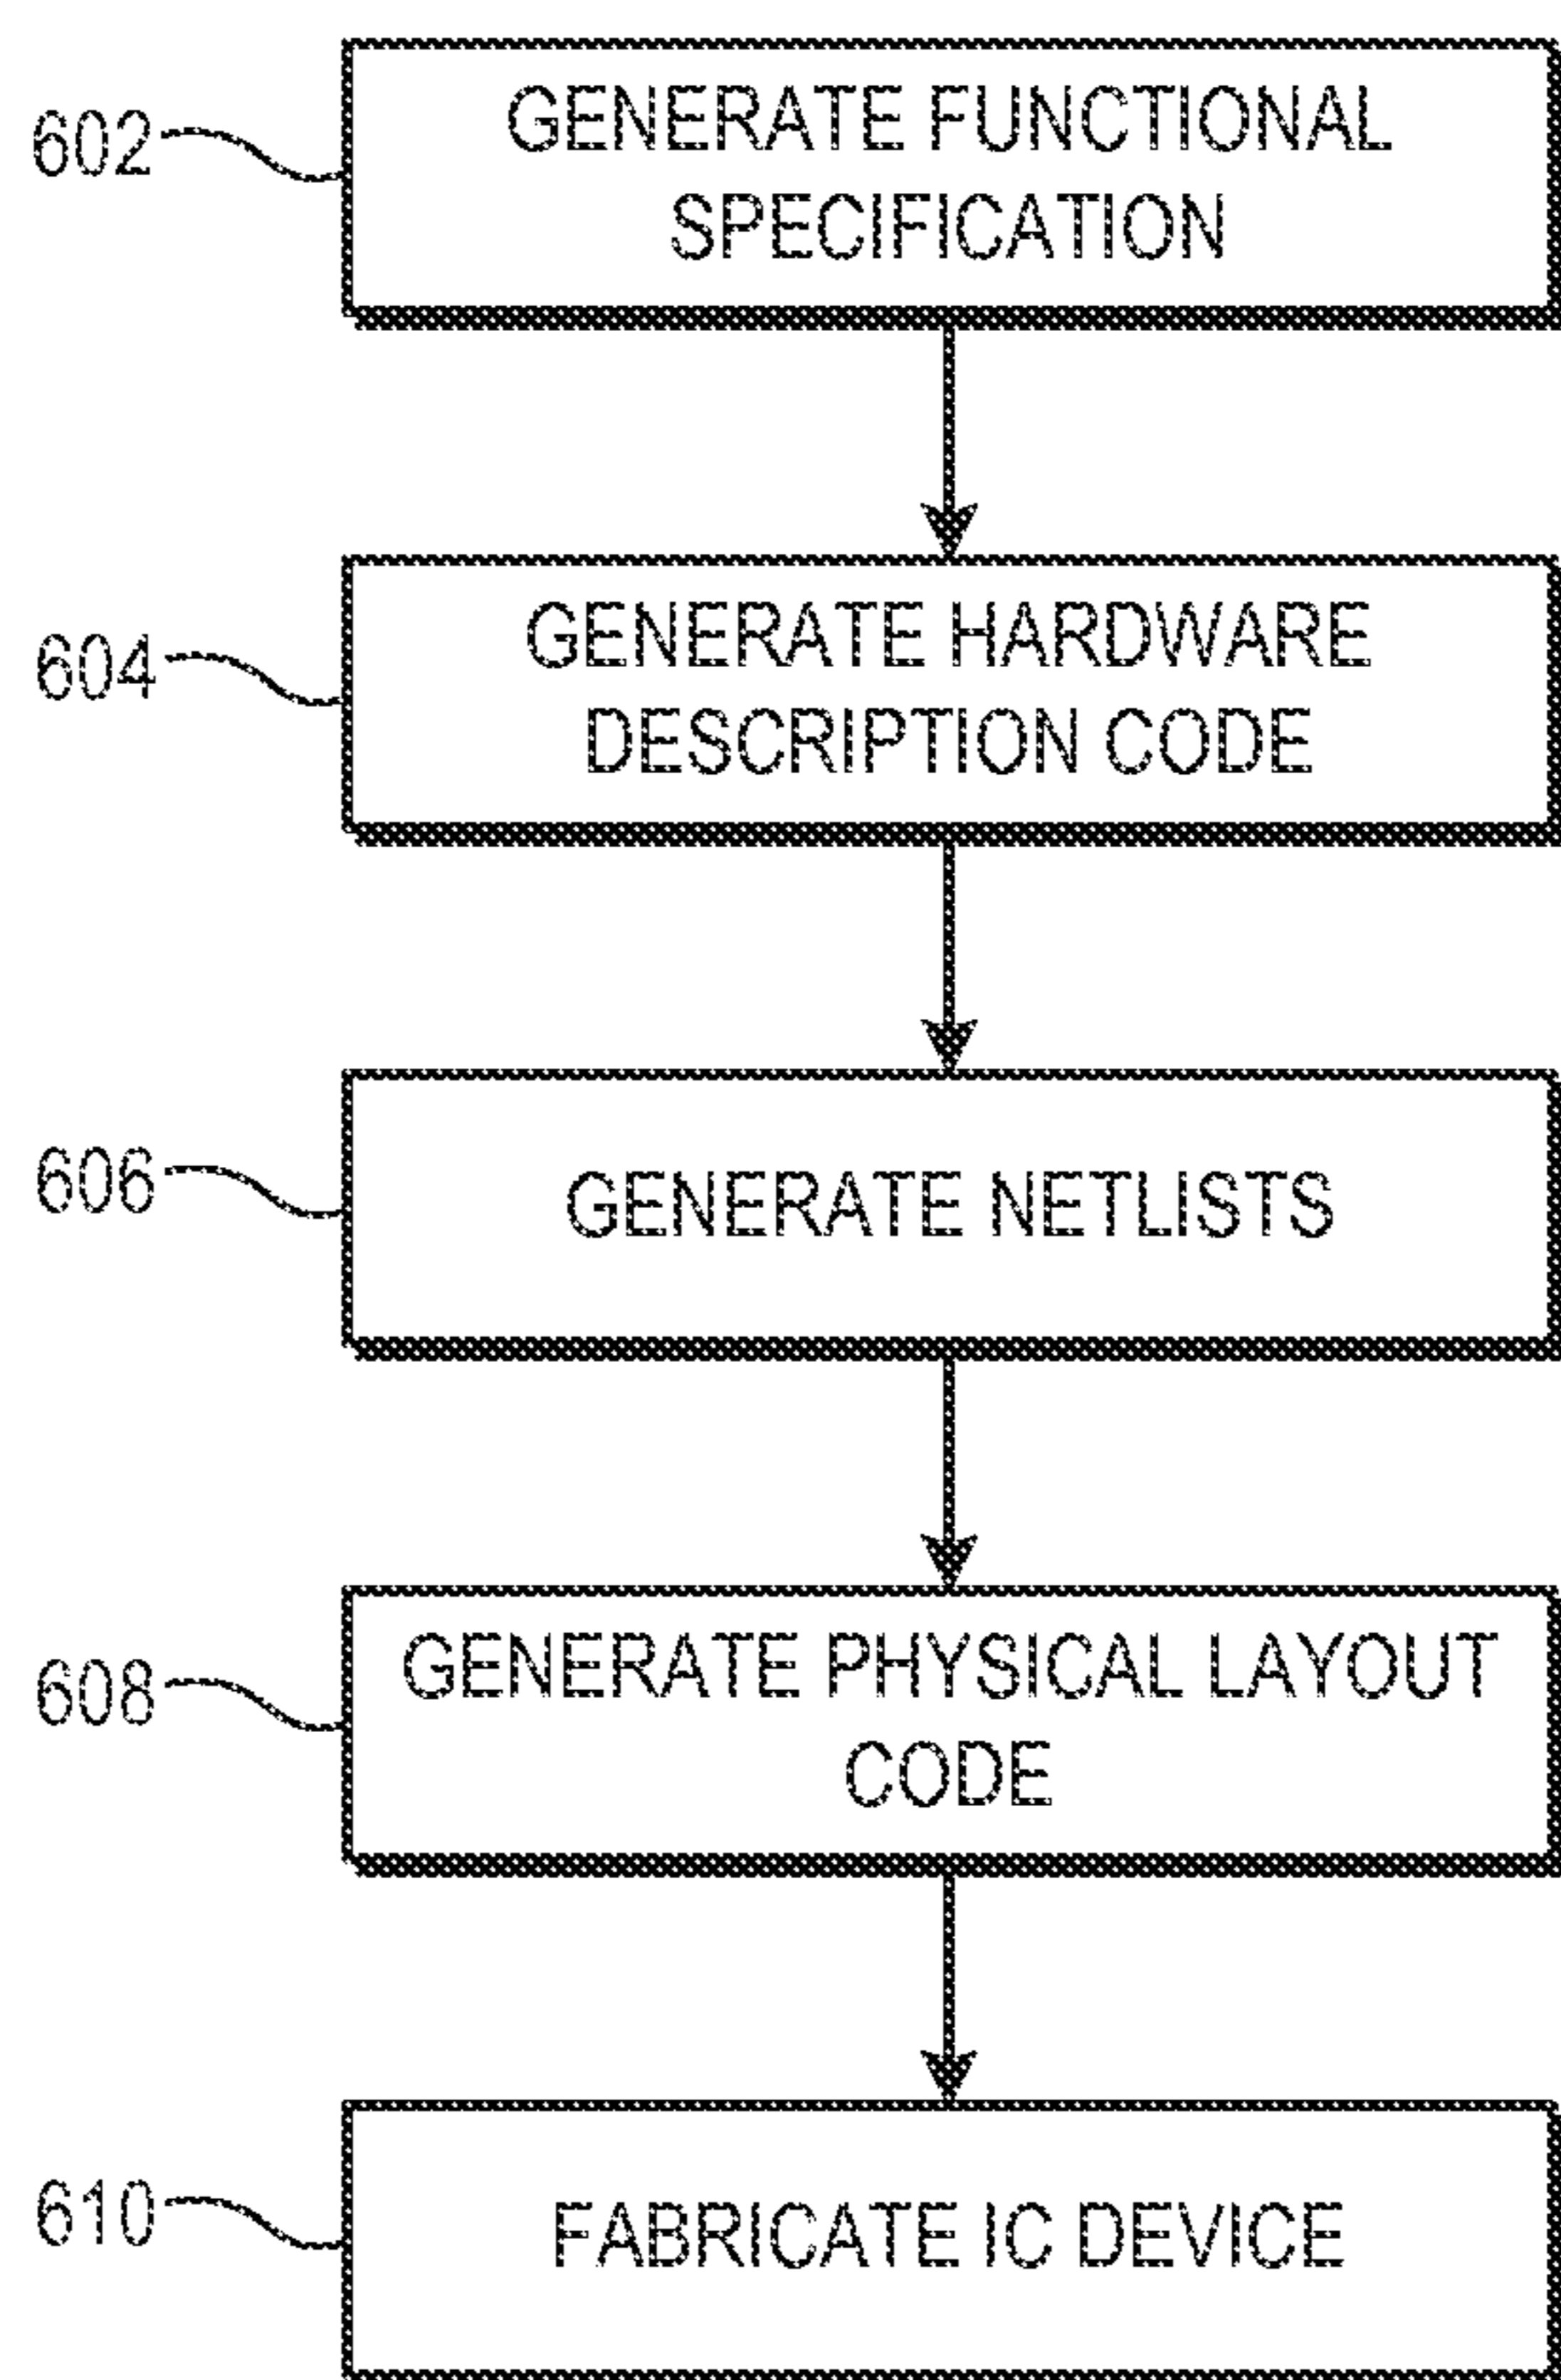 602
GENERATE FUNCTIONAL
SPECIFICATION
604
GENERATE HARDWARE
DESCRIPTION CODE
606
GENERATE NETLISTS
608
GENERATE PHYSICAL LAYOUT
CODE
610
FABRICATE IC DEVICE